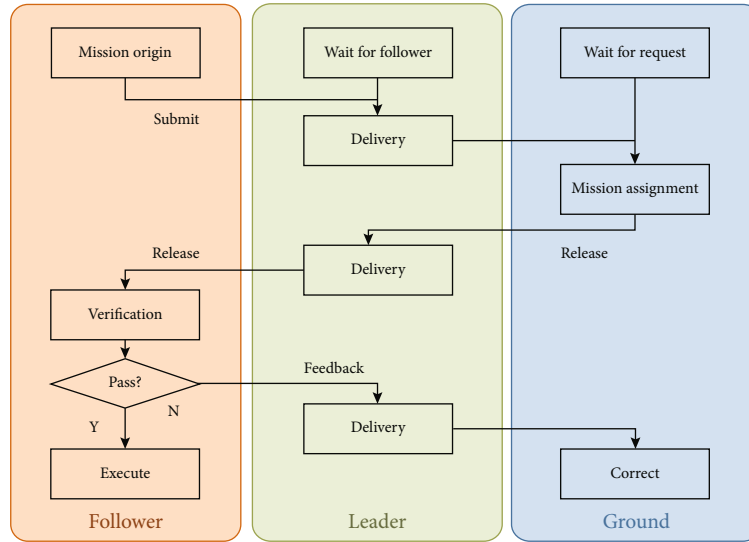 Mission origin
Wait for follower
Wait for request
Submit
Delivery
Mission assignment
Release
Release
Delivery
Verification
Pass?
Feedback
N
Y
Delivery
Execute
Correct
Follower
Leader
Ground